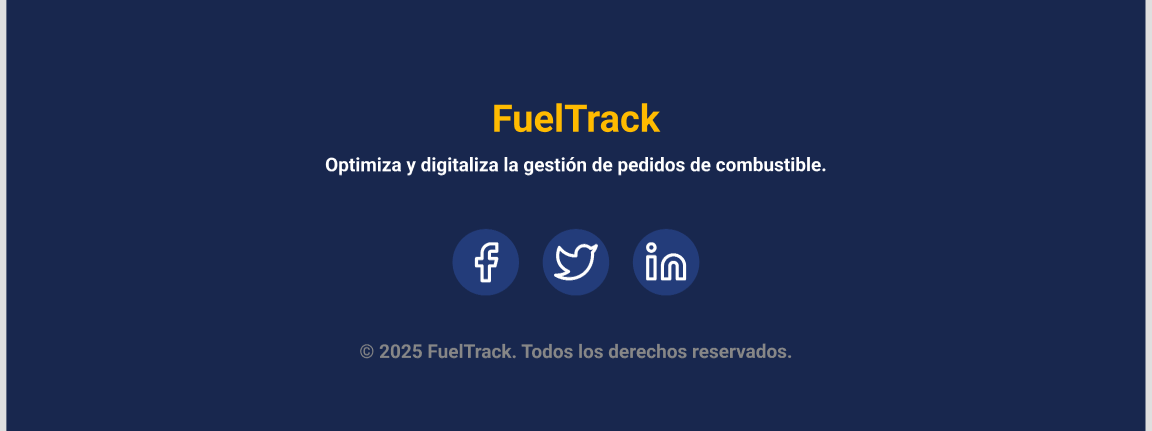 FuelTrack
Optimiza y digitaliza la gestión de pedidos de combustible.
© 2025 FuelTrack. Todos los derechos reservados.